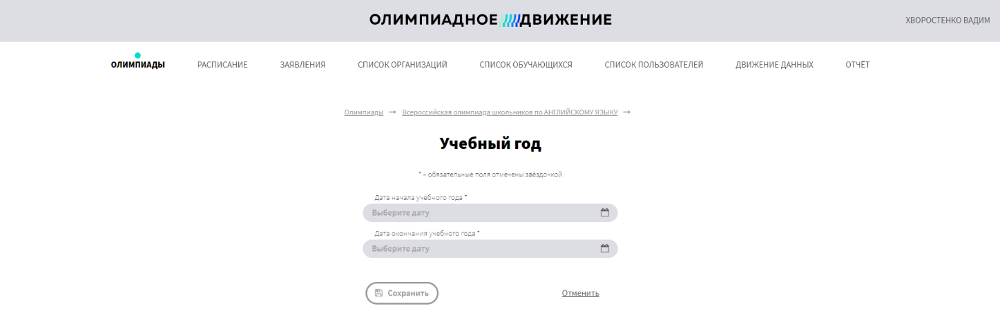 ОЛИМПИАДНОЕ ДВИЖЕНИЕ
ХВОРОСТЕНКО ВАДИМ
ОЛИМПИАДЫ РАСПИСАНИЕ ЗАЯВЛЕНИЯ СПИСОК ОРГАНИЗАЦИЙ СПИСОК ОБУЧАЮЩИХСЯ СПИСОК ПОЛЬЗОВАТЕЛЕЙ ДВИЖЕНИЕ ДАННЫХ ОТЧЁТ
Олимпиады → Всероссийская олимпиада школьников по АНГЛИЙСКОМУ ЯЗЫКУ →
Учебный год
* – обязательные поля отмечены звёздочкой
Дата начала учебного года *
Выберите дату
Дата окончания учебного года *
Выберите дату
Сохранить Отменить